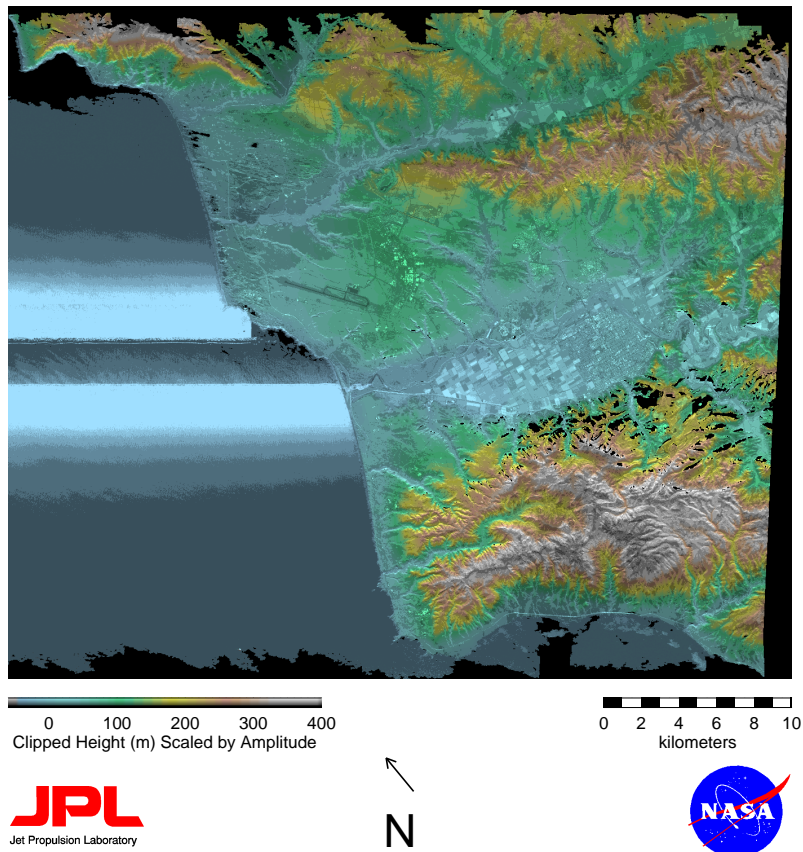 0 100 200 300 400
Clipped Height (m) Scaled by Amplitude
0 2 4 6 8 10
kilometers
JPL
Jet Propulsion Laboratory
N
NASA